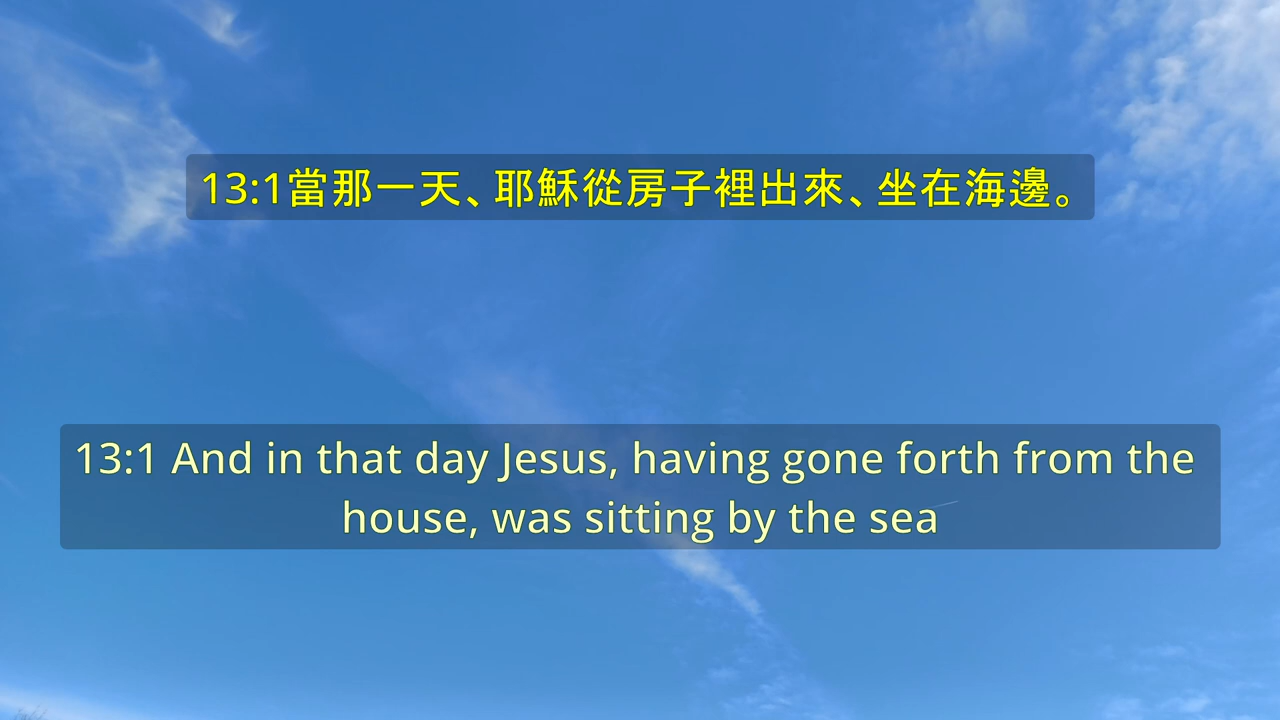 13:1當那一天、耶穌從房子裡出來、坐在海邊。
13:1 And in that day Jesus, having gone forth from the
house, was sitting by the sea